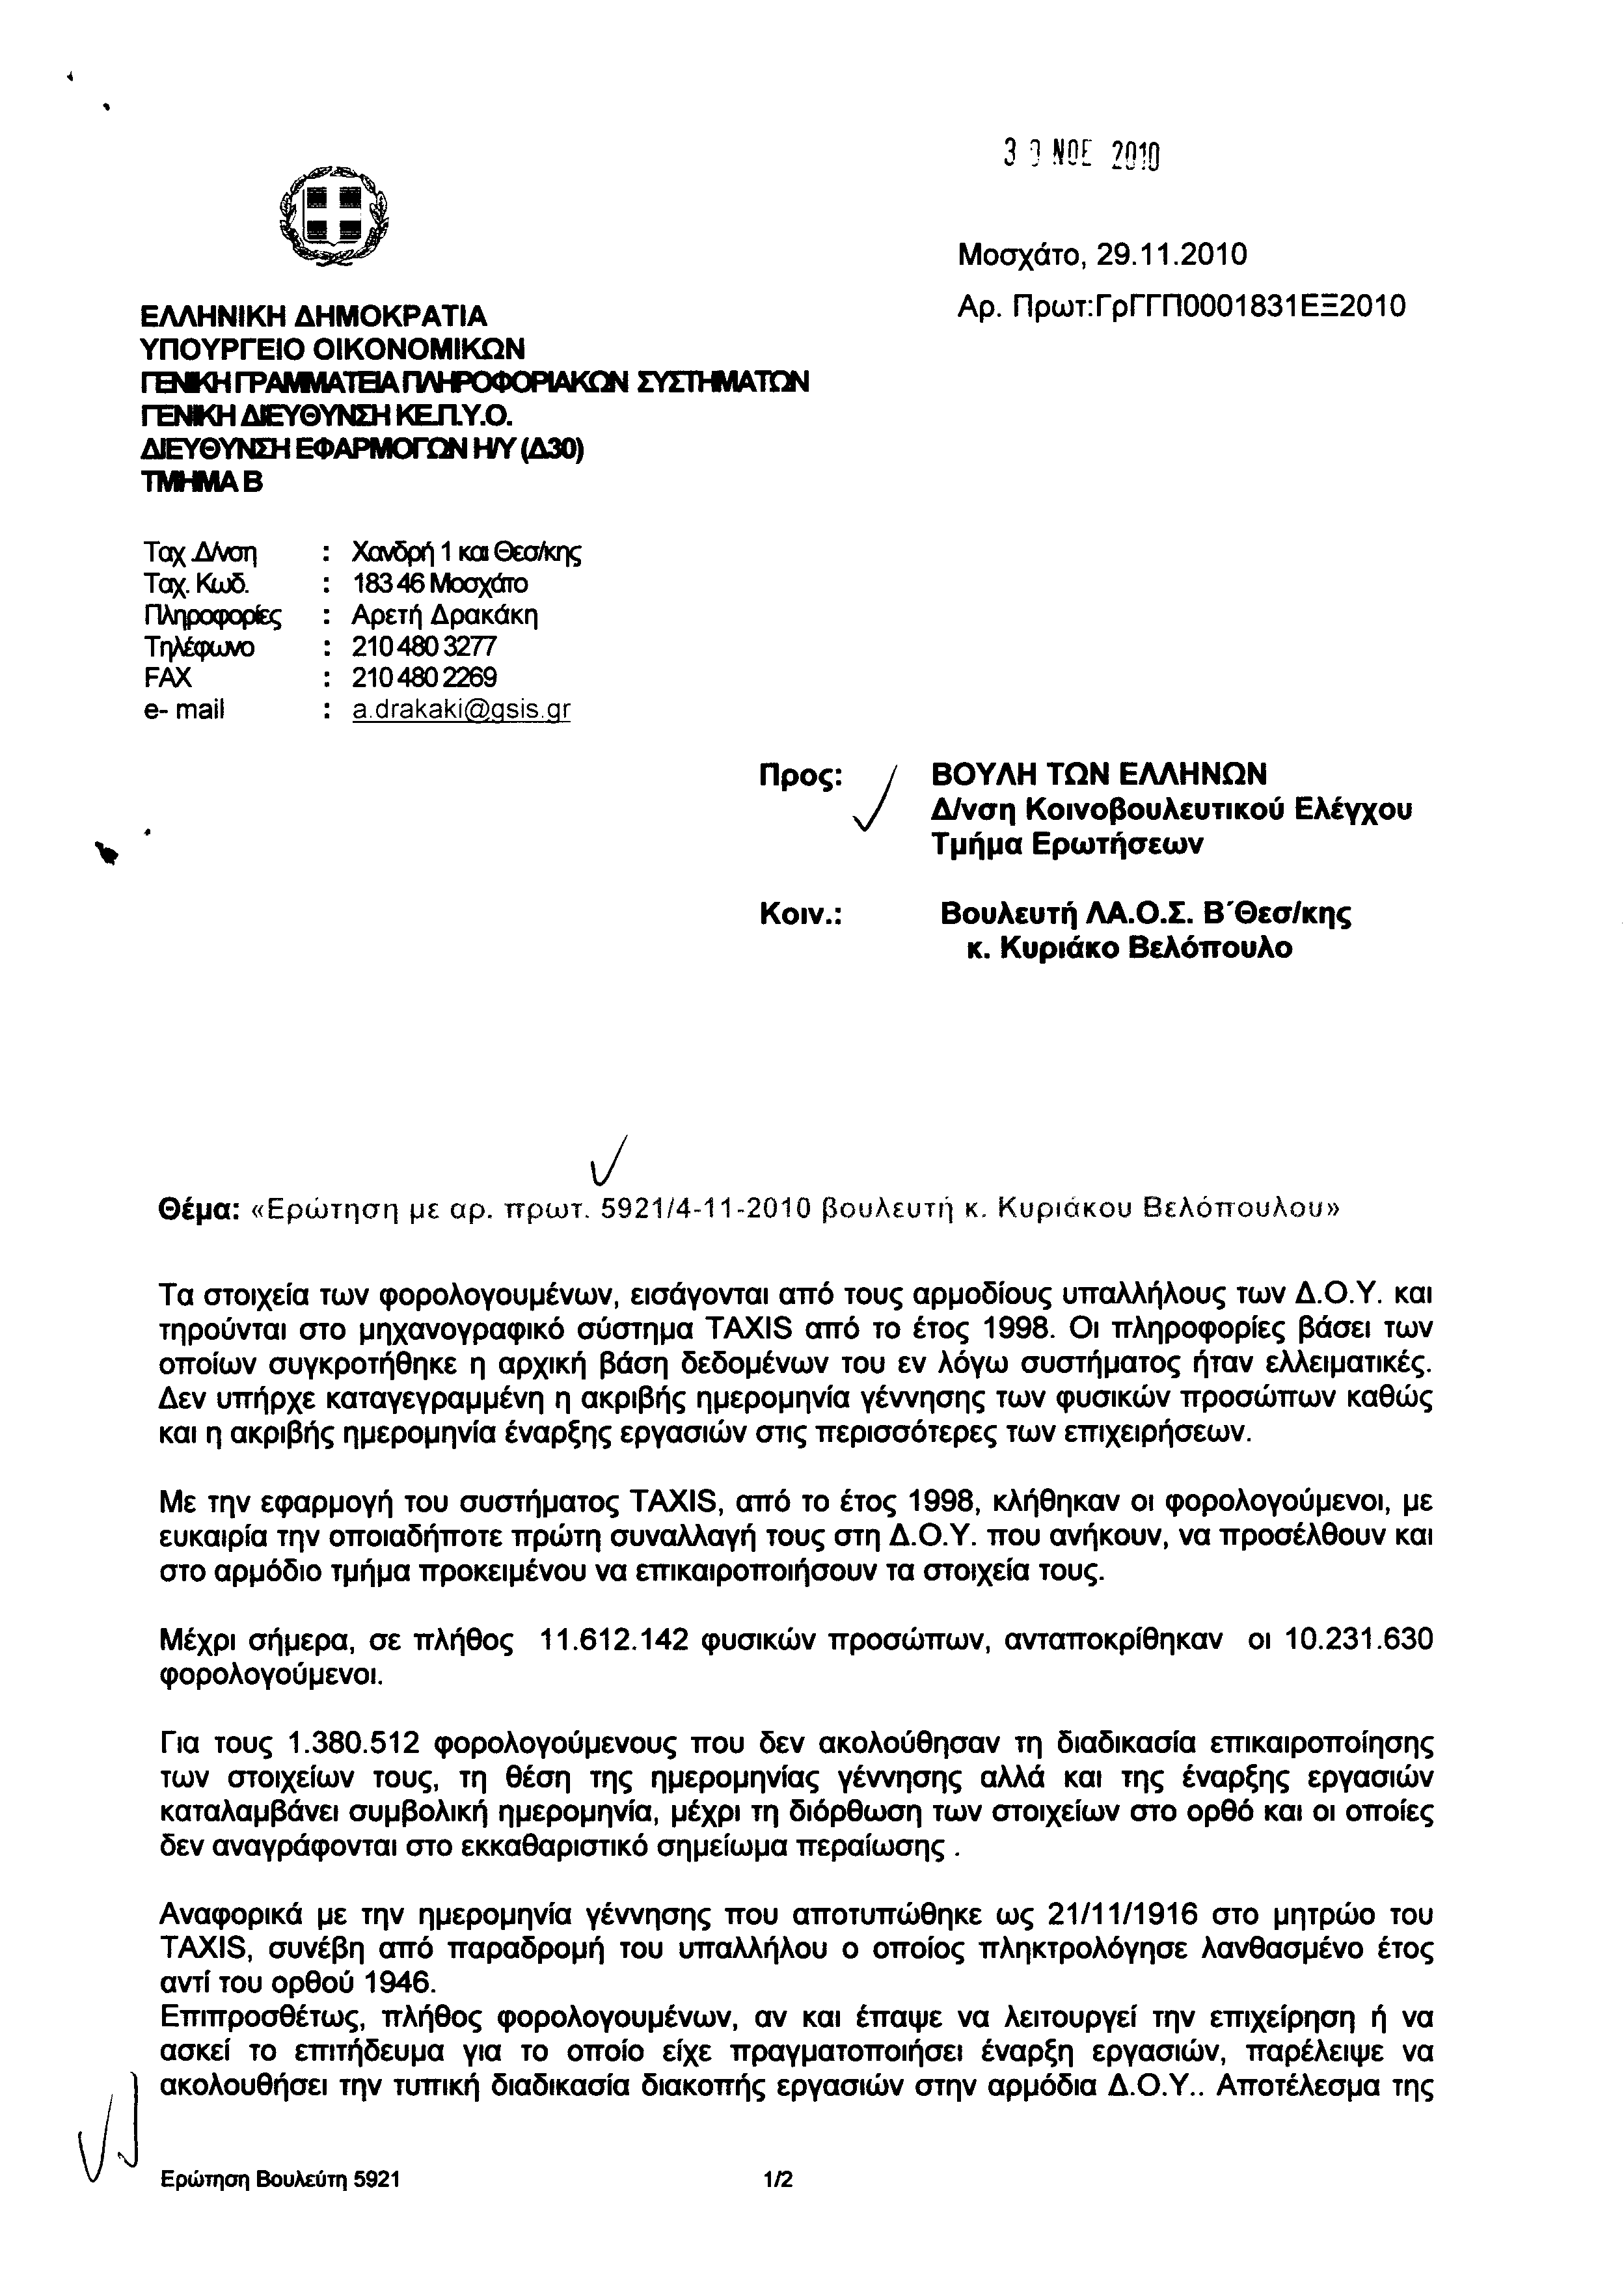 30 ΝΟΕ 2010
Μοσχάτο, 29.11.2010
Αρ. Πρωτ:ΓρΓΓΠ0001831ΕΞ2010
ΕΛΛΗΝΙΚΗ ΔΗΜΟΚΡΑΤΙΑ
ΥΠΟΥΡΓΕΙΟ ΟΙΚΟΝΟΜΙΚΩΝ
ΓΕΝΙΚΗ ΓΡΑΜΜΑΤΕΙΑ ΠΛΗΡΟΦΟΡΙΑΚΩΝ ΣΥΣΤΗΜΑΤΩΝ
ΓΕΝΙΚΗ ΔΙΕΥΘΥΝΣΗ ΚΕ.Π.Υ.Ο.
ΔΙΕΥΘΥΝΣΗ ΕΦΑΡΜΟΓΩΝ Η/Υ (Δ30)
ΤΜΗΜΑ Β
Ταχ.Δ/νση : Χανδρή 1 και Θεσ/κης
Ταχ. Κωδ. : 183 46 Μοσχάτο
Πληροφορίες : Αρετή Δρακάκη
Τηλέφωνο : 210 480 3277
FAX : 210 480 2269
e- mail : a.drakaki@gsis.gr
Προς: ΒΟΥΛΗ ΤΩΝ ΕΛΛΗΝΩΝ
Δ/νση Κοινοβουλευτικού Ελέγχου
Τμήμα Ερωτήσεων
Κοιν.: Βουλευτή ΛΑ.Ο.Σ. Β΄Θεσ/κης
κ. Κυριάκο Βελόπουλο
Θέμα: «Ερώτηση με αρ. πρωτ. 5921/4-11-2010 βουλευτή κ. Κυριάκου Βελόπουλου»
Τα στοιχεία των φορολογουμένων, εισάγονται από τους αρμοδίους υπαλλήλους των Δ.Ο.Υ. και
τηρούνται στο μηχανογραφικό σύστημα TAXIS από το έτος 1998. Οι πληροφορίες βάσει των
οποίων συγκροτήθηκε η αρχική βάση δεδομένων του εν λόγω συστήματος ήταν ελλειματικές.
Δεν υπήρχε καταγεγραμμένη η ακριβής ημερομηνία γέννησης των φυσικών προσώπων καθώς
και η ακριβής ημερομηνία έναρξης εργασιών στις περισσότερες των επιχειρήσεων.
Με την εφαρμογή του συστήματος TAXIS, από το έτος 1998, κλήθηκαν οι φορολογούμενοι, με
ευκαιρία την οποιαδήποτε πρώτη συναλλαγή τους στη Δ.Ο.Υ. που ανήκουν, να προσέλθουν και
στο αρμόδιο τμήμα προκειμένου να επικαιροποιήσουν τα στοιχεία τους.
Μέχρι σήμερα, σε πλήθος 11.612.142 φυσικών προσώπων, ανταποκρίθηκαν οι 10.231.630
φορολογούμενοι.
Για τους 1.380.512 φορολογούμενους που δεν ακολούθησαν τη διαδικασία επικαιροποίησης
των στοιχείων τους, τη θέση της ημερομηνίας γέννησης αλλά και της έναρξης εργασιών
καταλαμβάνει συμβολική ημερομηνία, μέχρι τη διόρθωση των στοιχείων στο ορθό και οι οποίες
δεν αναγράφονται στο εκκαθαριστικό σημείωμα περαίωσης .
Αναφορικά με την ημερομηνία γέννησης που αποτυπώθηκε ως 21/11/1916 στο μητρώο του
TAXIS, συνέβη από παραδρομή του υπαλλήλου ο οποίος πληκτρολόγησε λανθασμένο έτος
αντί του ορθού 1946.
Επιπροσθέτως, πλήθος φορολογουμένων, αν και έπαψε να λειτουργεί την επιχείρηση ή να
ασκεί το επιτήδευμα για το οποίο είχε πραγματοποιήσει έναρξη εργασιών, παρέλειψε να
ακολουθήσει την τυπική διαδικασία διακοπής εργασιών στην αρμόδια Δ.Ο.Υ.. Αποτέλεσμα της
Ερώτηση Βουλεύτη 5921 1/2